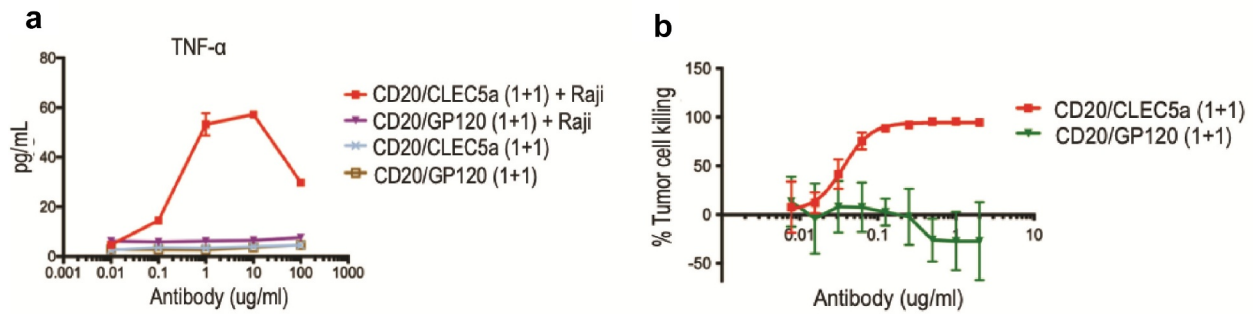 a
TNF-α
80
60
40
20
0
pg/mL
0.001 0.01 0.1 1 10 100 1000
Antibody (ug/ml)
CD20/CLEC5a (1+1) + Raji
CD20/GP120 (1+1) + Raji
CD20/CLEC5a (1+1)
CD20/GP120 (1+1)
b
150
100
50
0
-50
% Tumor cell killing
0.01 0.1 1 10
Antibody (ug/ml)
CD20/CLEC5a (1+1)
CD20/GP120 (1+1)